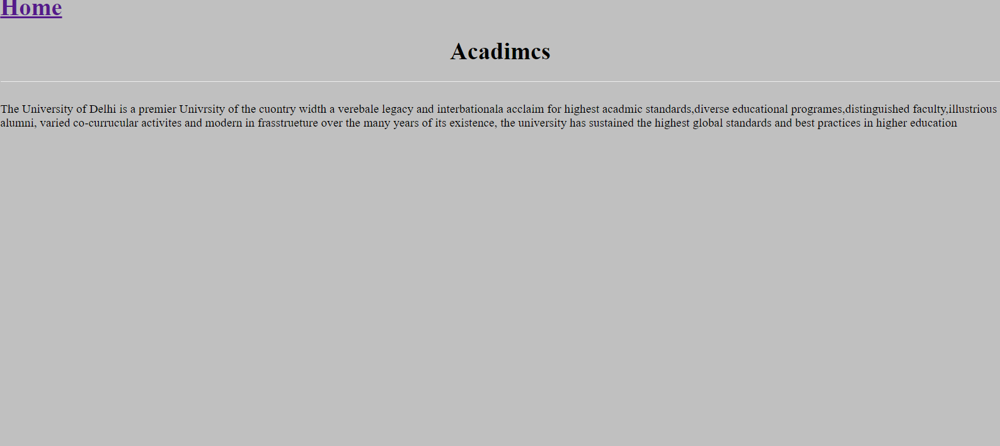 Home
Acadimcs
The University of Delhi is a premier Univrsity of the cuontry width a verebale legacy and interbationala acclaim for highest acadmic standards,diverse educational programes,distinguished faculty,illustrious
alumni, varied co-currucular activites and modern in frasstrueture over the many years of its existence, the university has sustained the highest global standards and best practices in higher education